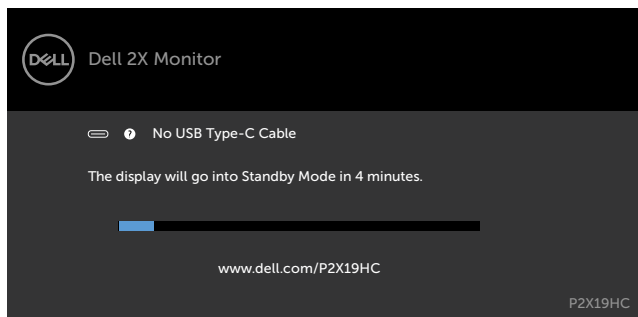 DELL
Dell 2X Monitor
? No USB Type-C Cable
The display will go into Standby Mode in 4 minutes.
www.dell.com/P2X19HC
P2X19HC